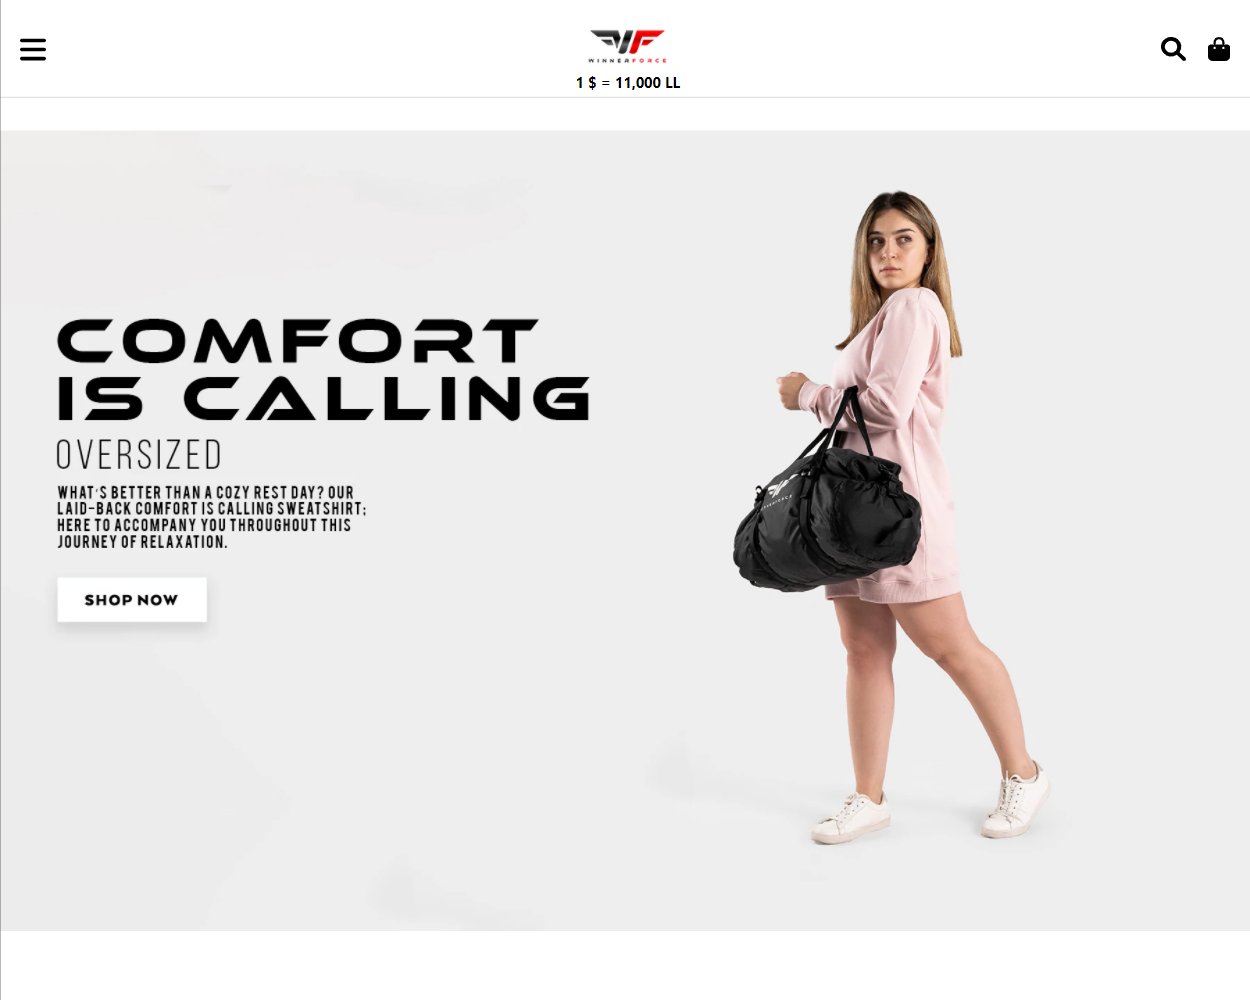 WINNERFORCE
1 $ = 11,000 LL
COMFORT
IS CALLING
OVERSIZED
WHAT'S BETTER THAN A COZY REST DAY? OUR
LAID-BACK COMFORT IS CALLING SWEATSHIRT;
HERE TO ACCOMPANY YOU THROUGHOUT THIS
JOURNEY OF RELAXATION.
SHOP NOW
WINNERFORCE